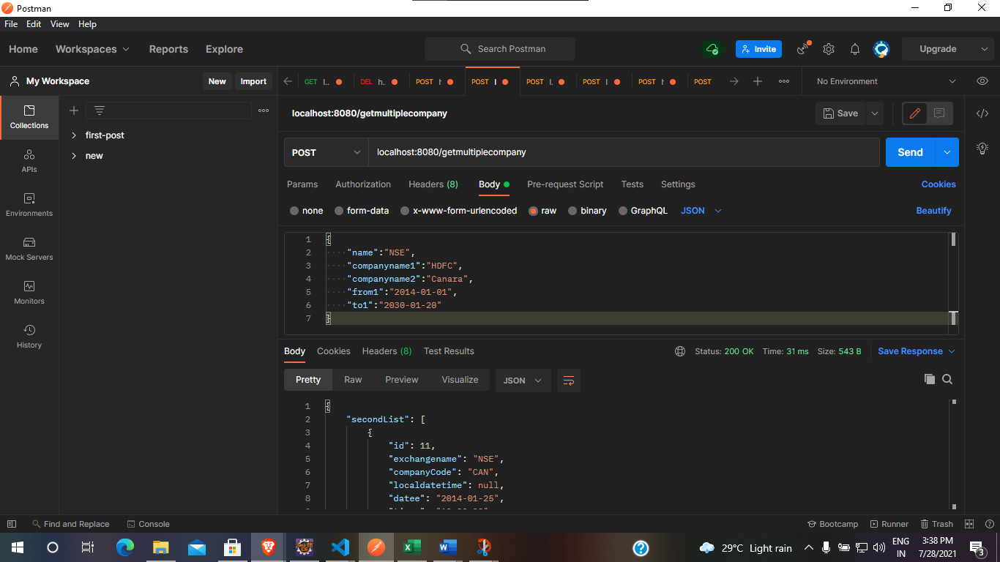 Postman
File Edit View Help
Home Workspaces Reports Explore Search Postman Invite Upgrade
My Workspace New Import GET l... DEL h.. POST POST l POST l. POST l POST POST No Environment
Collections
APIs
Environments
Mock Servers
Monitors
History
first-post
new
localhost:8080/getmultiplecompany Save
POST localhost:8080/getmultiplecompany Send
Params Authorization Headers (8) Body Pre-request Script Tests Settings Cookies
none form-data x-www-form-urlencoded raw binary GraphQL JSON Beautify
1 {
2 "name":"NSE",
3 "companyname1":"HDFC",
4 "companyname2":"Canara",
5 "from1":"2014-01-01",
6 "to1":"2030-01-20"
7 }
Body Cookies Headers (8) Test Results Status: 200 OK Time: 31 ms Size: 543 B Save Response
Pretty Raw Preview Visualize JSON
1 {
2 "secondList": [
3 {
4 "id": 11,
5 "exchangename": "NSE",
6 "companyCode": "CAN",
7 "localdatetime": null,
8 "datee": "2014-01-25",
Find and Replace Console Bootcamp Runner Trash
29°C Light rain ENG IN 3:38 PM 7/28/2021 3